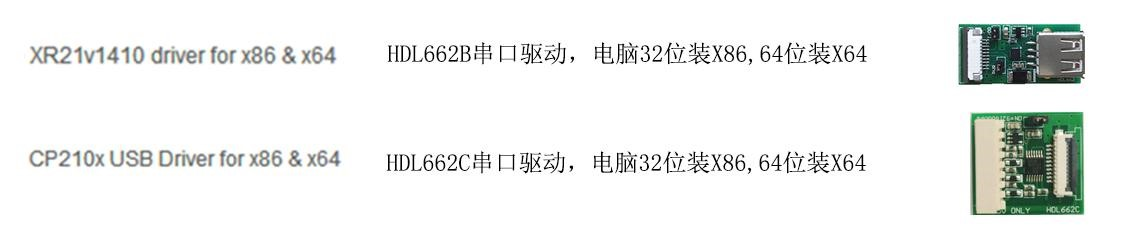 XR21v1410 driver for x86 & x64
HDL662B串口驱动，电脑32位装X86,64位装X64
CP210x USB Driver for x86 & x64
HDL662C串口驱动，电脑32位装X86,64位装X64
ONLY HDL662C